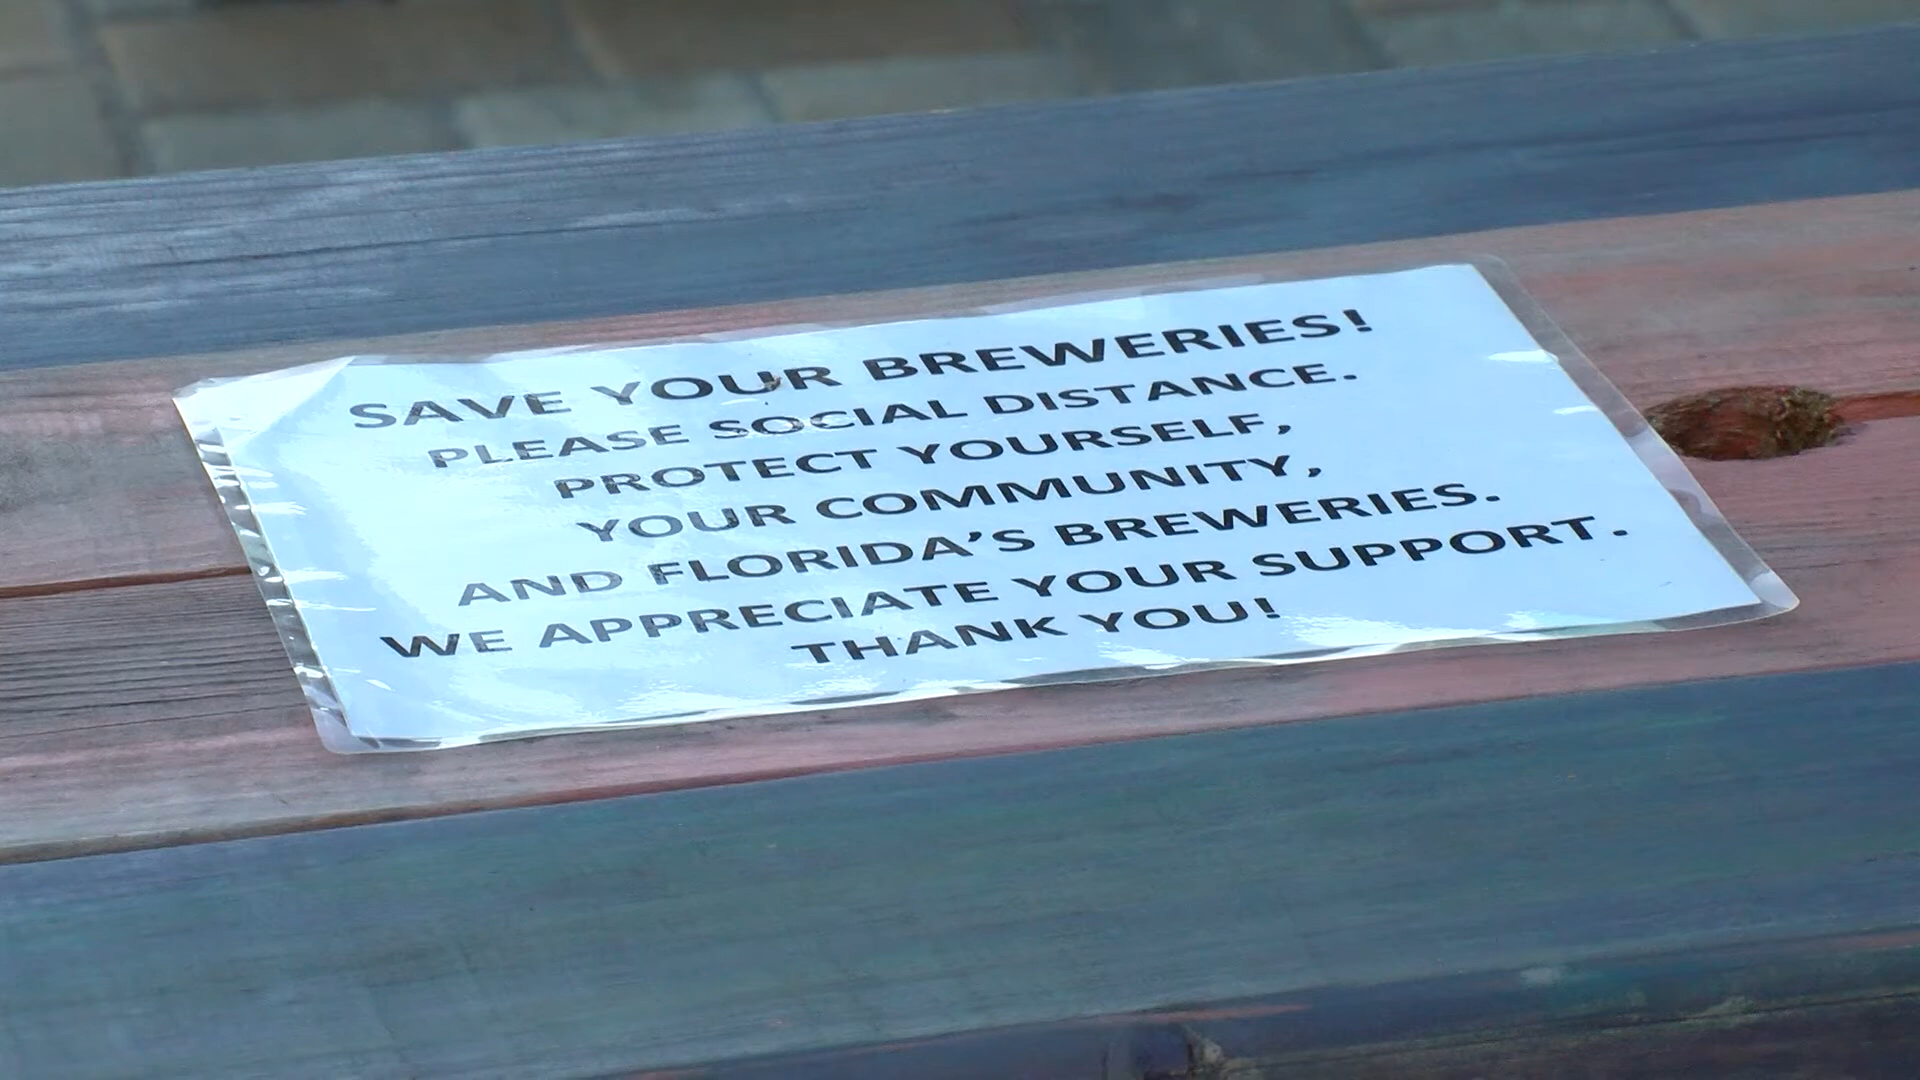 SAVE YOUR BREWERIES!
PLEASE SOCIAL DISTANCE.
PROTECT YOURSELF,
YOUR COMMUNITY,
AND FLORIDA'S BREWERIES.
WE APPRECIATE YOUR SUPPORT.
THANK YOU!